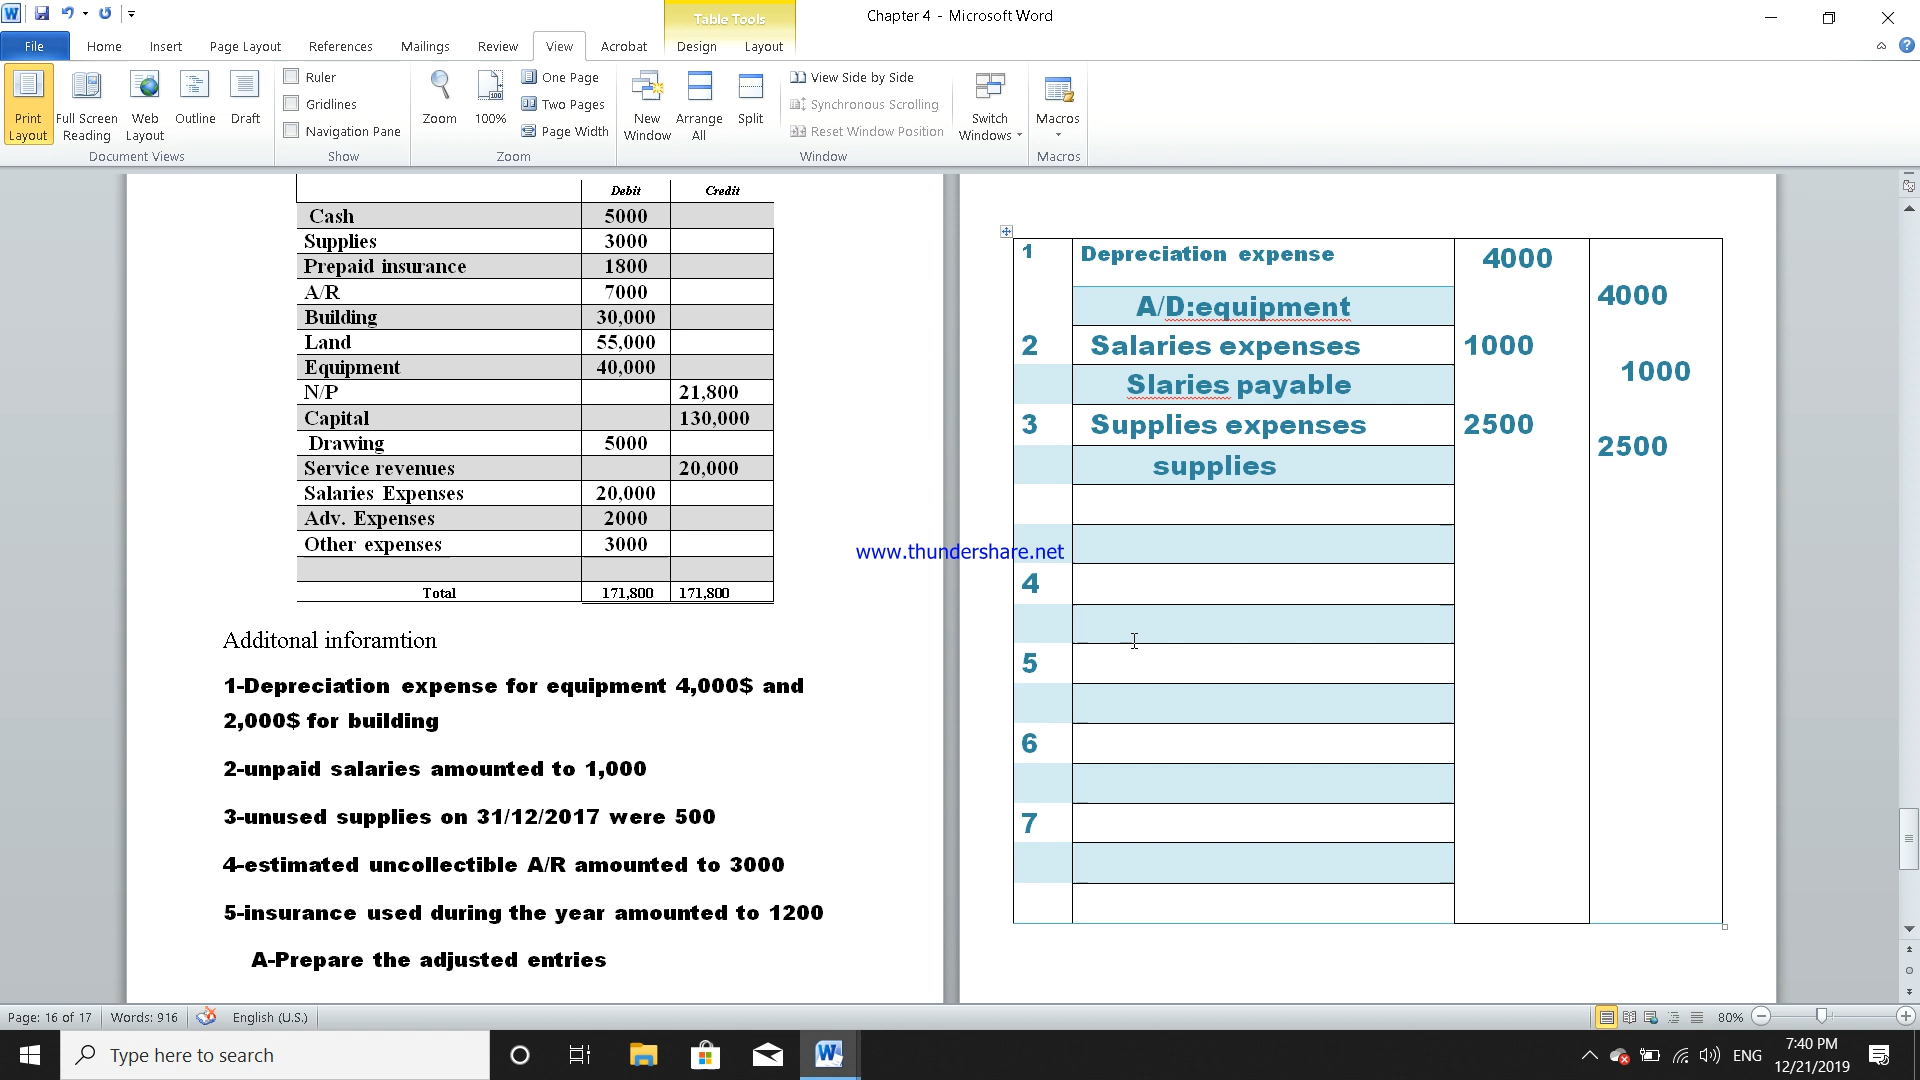 Table Tools
Chapter 4 - Microsoft Word
File Home Insert Page Layout References Mailings Review View Acrobat Design Layout
Print Layout
Full Screen Reading
Web Layout
Outline
Draft
Document Views
Ruler
Gridlines
Navigation Pane
Show
Zoom
100%
One Page
Two Pages
Page Width
Zoom
New Window
Arrange All
Split
View Side by Side
Synchronous Scrolling
Reset Window Position
Window
Switch Windows
Macros
Macros
Debit Credit
Cash 5000
Supplies 3000
Prepaid insurance 1800
A/R 7000
Building 30,000
Land 55,000
Equipment 40,000
N/P 21,800
Capital 130,000
Drawing 5000
Service revenues 20,000
Salaries Expenses 20,000
Adv. Expenses 2000
Other expenses 3000
Total 171,800 171,800
Additonal inforamtion
1-Depreciation expense for equipment 4,000$ and
2,000$ for building
2-unpaid salaries amounted to 1,000
3-unused supplies on 31/12/2017 were 500
4-estimated uncollectible A/R amounted to 3000
5-insurance used during the year amounted to 1200
A-Prepare the adjusted entries
1 Depreciation expense 4000
A/D:equipment 4000
2 Salaries expenses 1000
Slaries payable 1000
3 Supplies expenses 2500
supplies 2500
4
5
6
7
www.thundershare.net
Page: 16 of 17 Words: 916 English (U.S.) 80%
Type here to search
ENG
7:40 PM
12/21/2019